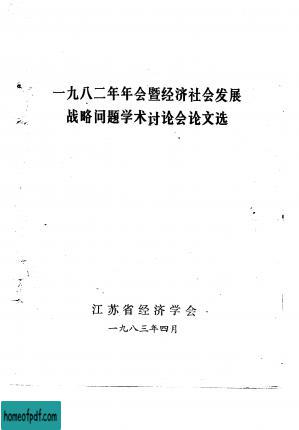 一九八二年年会暨经济社会发展
战略问题学术讨论会论文选
江苏省经济学会
一九八三年四月
homeofpdf.com